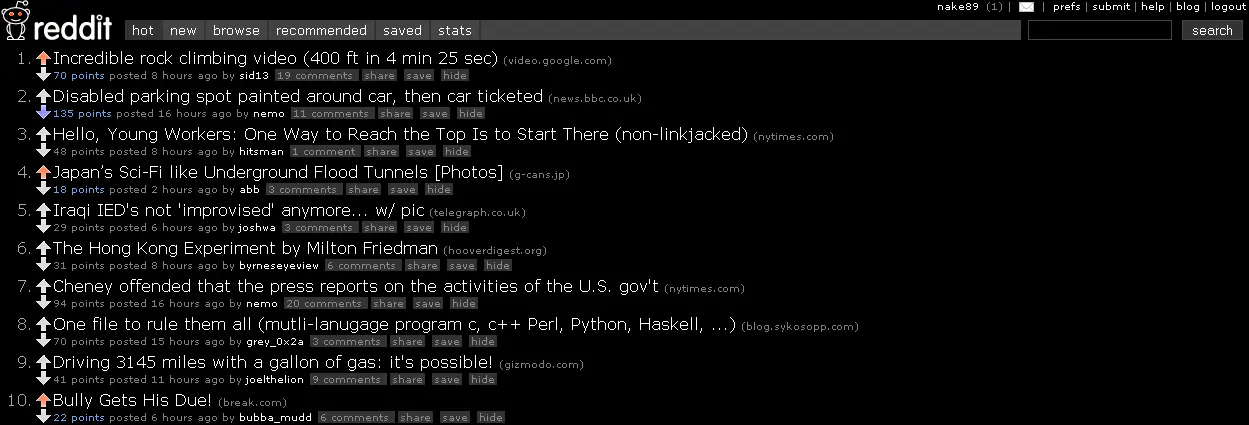 nake89 (1) | | prefs | submit | help | blog | logout
reddit hot new browse recommended saved stats search
1. Incredible rock climbing video (400 ft in 4 min 25 sec) (video.google.com)
70 points posted 8 hours ago by sid13 19 comments share save hide
2. Disabled parking spot painted around car, then car ticketed (news.bbc.co.uk)
135 points posted 16 hours ago by nemo 11 comments share save hide
3. Hello, Young Workers: One Way to Reach the Top Is to Start There (non-linkjacked) (nytimes.com)
48 points posted 8 hours ago by hitsman 1 comment share save hide
4. Japan's Sci-Fi like Underground Flood Tunnels [Photos] (g-cans.jp)
18 points posted 2 hours ago by abb 3 comments share save hide
5. Iraqi IED's not 'improvised' anymore... w/ pic (telegraph.co.uk)
29 points posted 6 hours ago by joshwa 3 comments share save hide
6. The Hong Kong Experiment by Milton Friedman (hooverdigest.org)
31 points posted 8 hours ago by byrneseyeview 6 comments share save hide
7. Cheney offended that the press reports on the activities of the U.S. gov't (nytimes.com)
94 points posted 16 hours ago by nemo 20 comments share save hide
8. One file to rule them all (mutli-lanugage program c, c++ Perl, Python, Haskell, ...) (blog.sykosopp.com)
70 points posted 15 hours ago by grey_0x2a 3 comments share save hide
9. Driving 3145 miles with a gallon of gas: it's possible! (gizmodo.com)
41 points posted 11 hours ago by joelthelion 9 comments share save hide
10. Bully Gets His Due! (break.com)
22 points posted 6 hours ago by bubba_mudd 6 comments share save hide